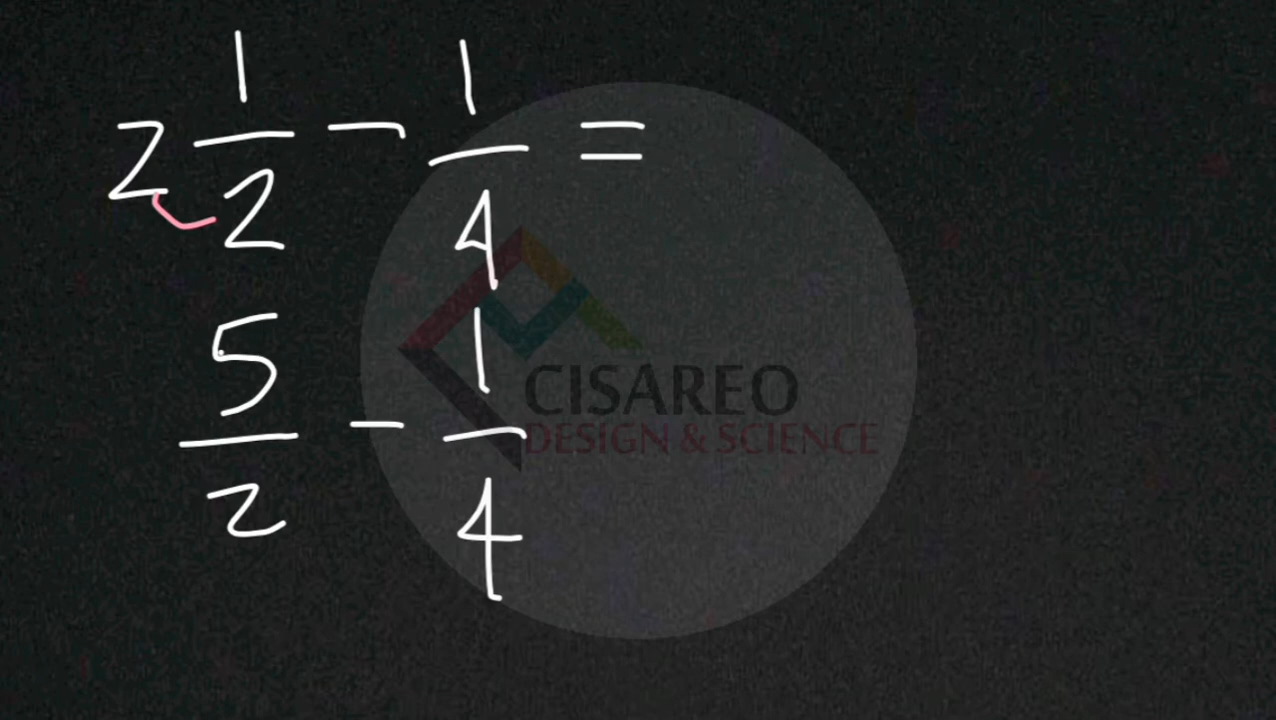 2 1/2 - 1/4 =
5/2 - 1/4
CISAREO
DESIGN & SCIENCE